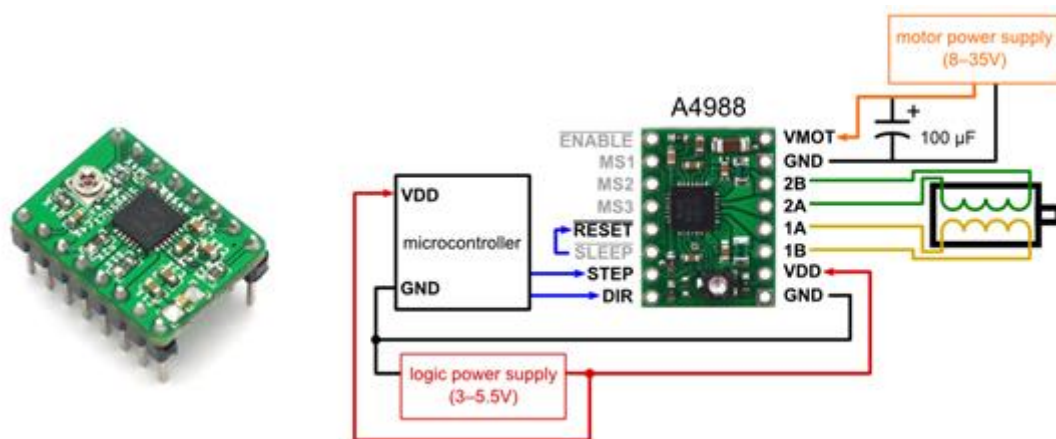 motor power supply
(8–35V)
A4988
ENABLE
MS1
MS2
MS3
RESET
SLEEP
STEP
DIR
VMOT
GND
2B
2A
1A
1B
VDD
GND
+
100 µF
VDD
microcontroller
GND
logic power supply
(3–5.5V)